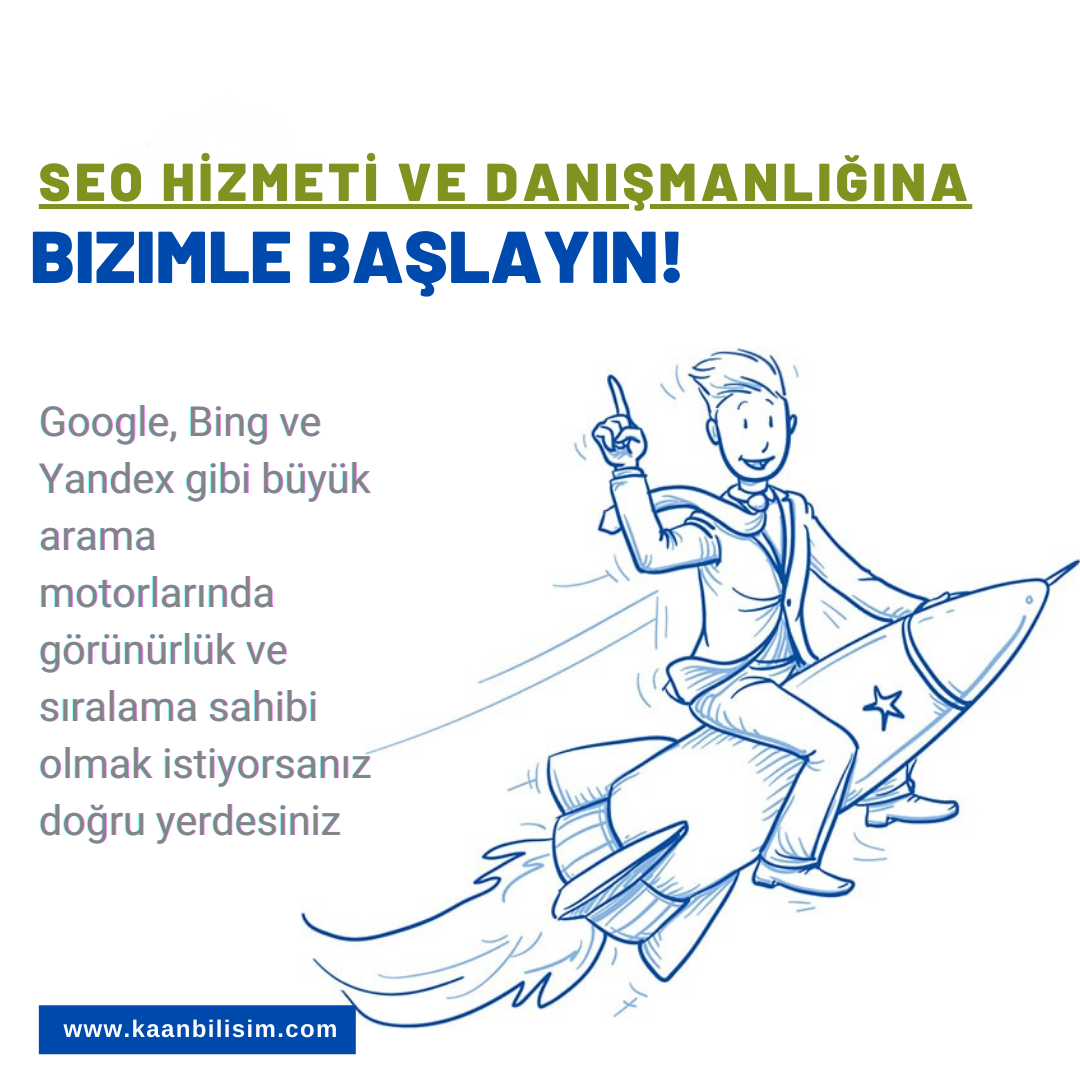 SEO HİZMETİ VE DANIŞMANLIĞINA
BIZIMLE BAŞLAYIN!
Google, Bing ve
Yandex gibi büyük
arama
motorlarında
görünürlük ve
sıralama sahibi
olmak istiyorsanız
doğru yerdesiniz
www.kaanbilisim.com